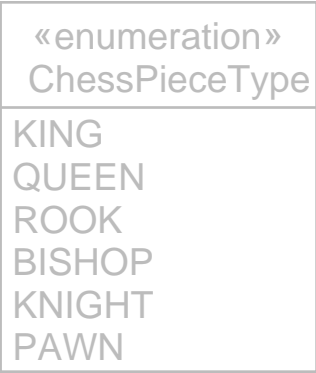 «enumeration»
ChessPieceType
KING
QUEEN
ROOK
BISHOP
KNIGHT
PAWN